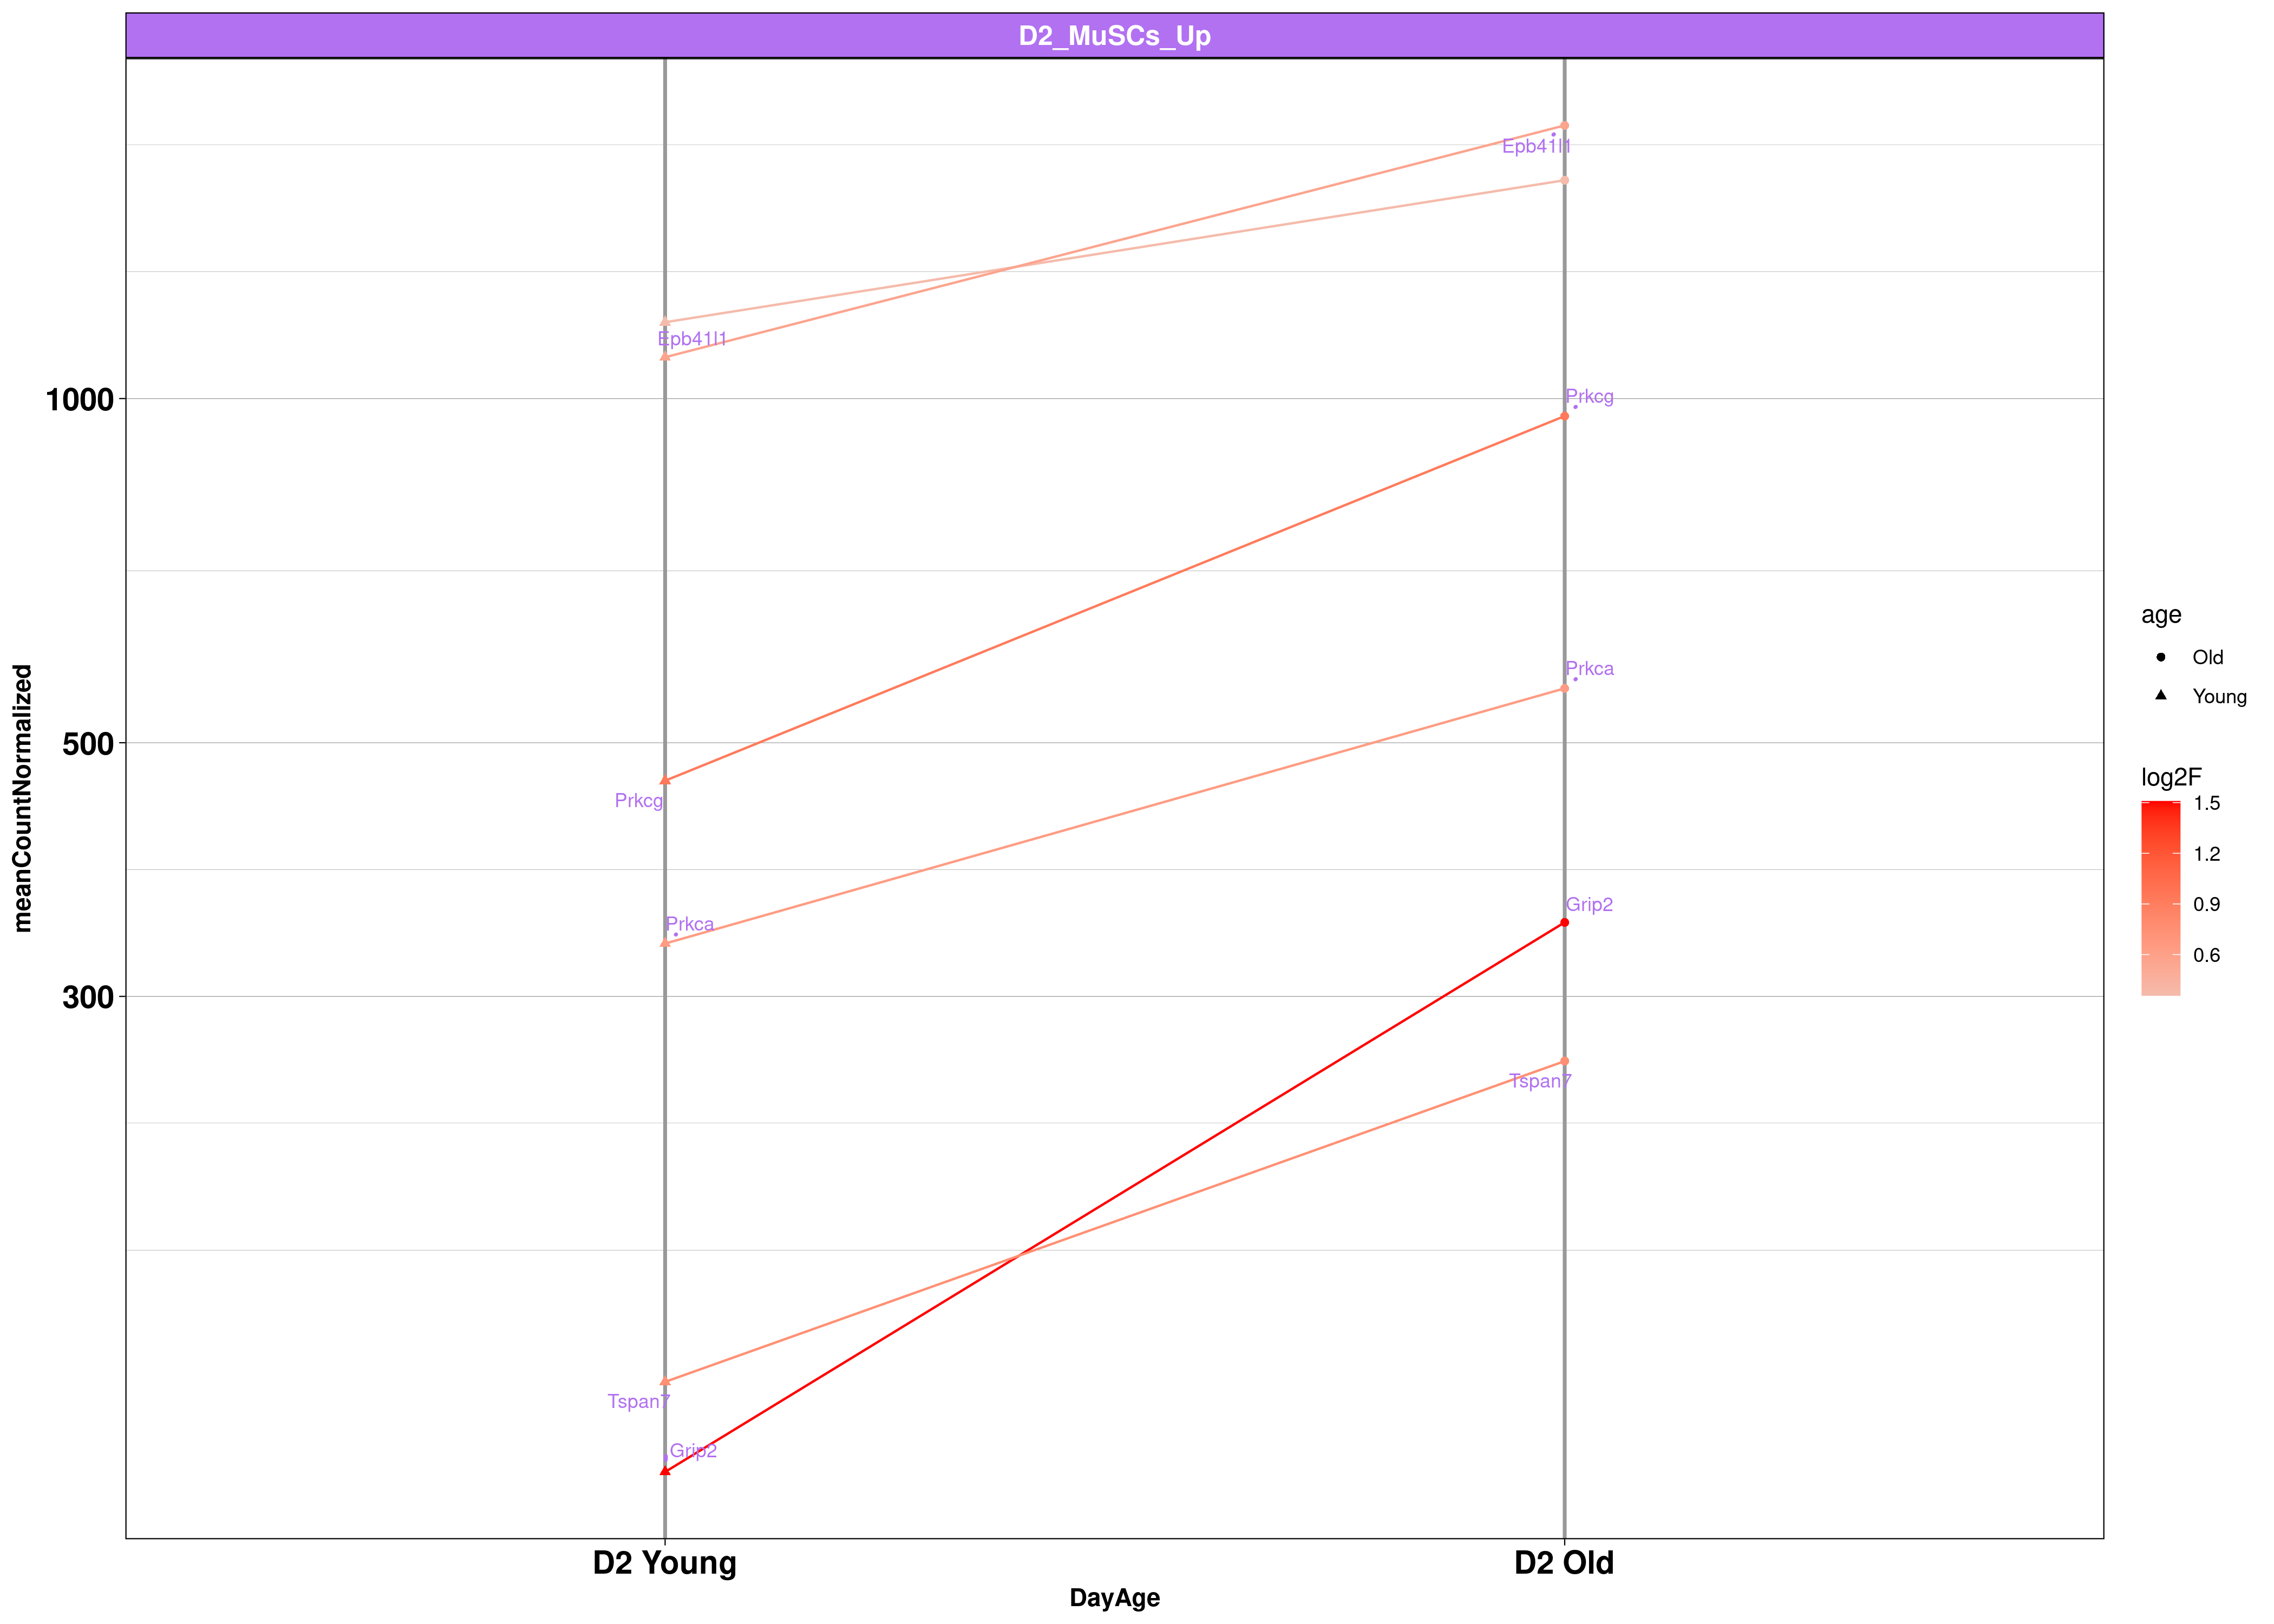 D2_MuSCs_Up
Epb41l1
Epb41l1
Prkcg
1000
Prkca
500
Prkcg
Prkca
Grip2
300
Tspan7
Tspan7
Grip2
meanCountNormalized
D2 Young
D2 Old
DayAge
age
Old
Young
log2F
1.5
1.2
0.9
0.6